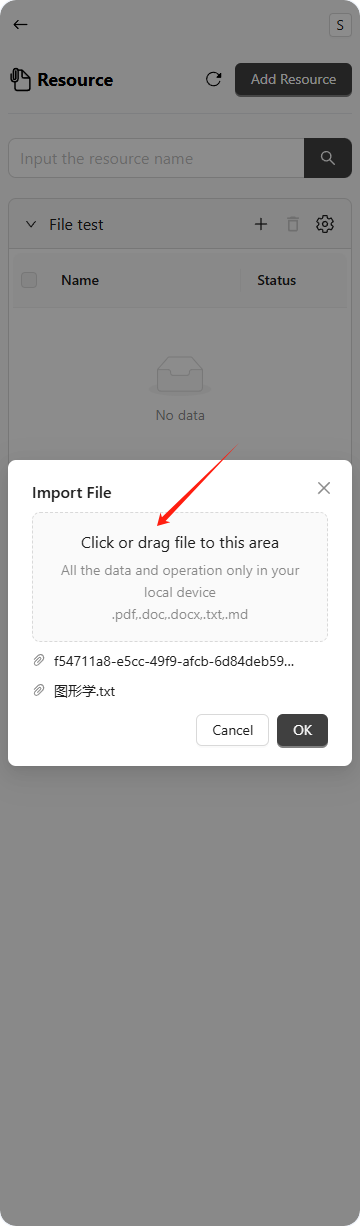 S
Resource
Add Resource
Input the resource name
File test
Name
Status
No data
Import File
Click or drag file to this area
All the data and operation only in your
local device
.pdf,.doc,.docx,.txt,.md
f54711a8-e5cc-49f9-afcb-6d84deb59...
图形学.txt
Cancel
OK